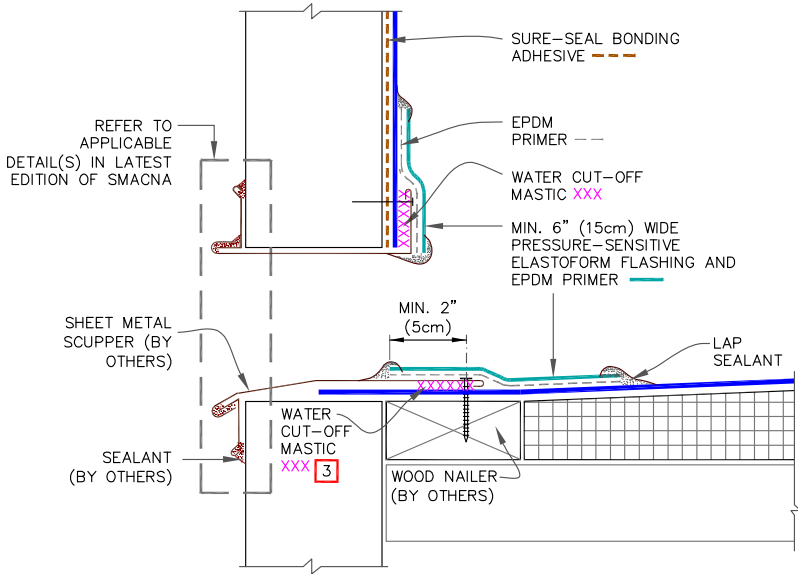 SURE-SEAL BONDING
ADHESIVE
REFER TO
APPLICABLE
DETAIL(S) IN LATEST
EDITION OF SMACNA
EPDM
PRIMER
WATER CUT-OFF
MASTIC XXX
MIN. 6" (15cm) WIDE
PRESSURE-SENSITIVE
ELASTOFORM FLASHING AND
EPDM PRIMER
MIN. 2"
(5cm)
SHEET METAL
SCUPPER (BY
OTHERS)
LAP
SEALANT
WATER
CUT-OFF
MASTIC
XXX 3
SEALANT
(BY OTHERS)
WOOD NAILER
(BY OTHERS)